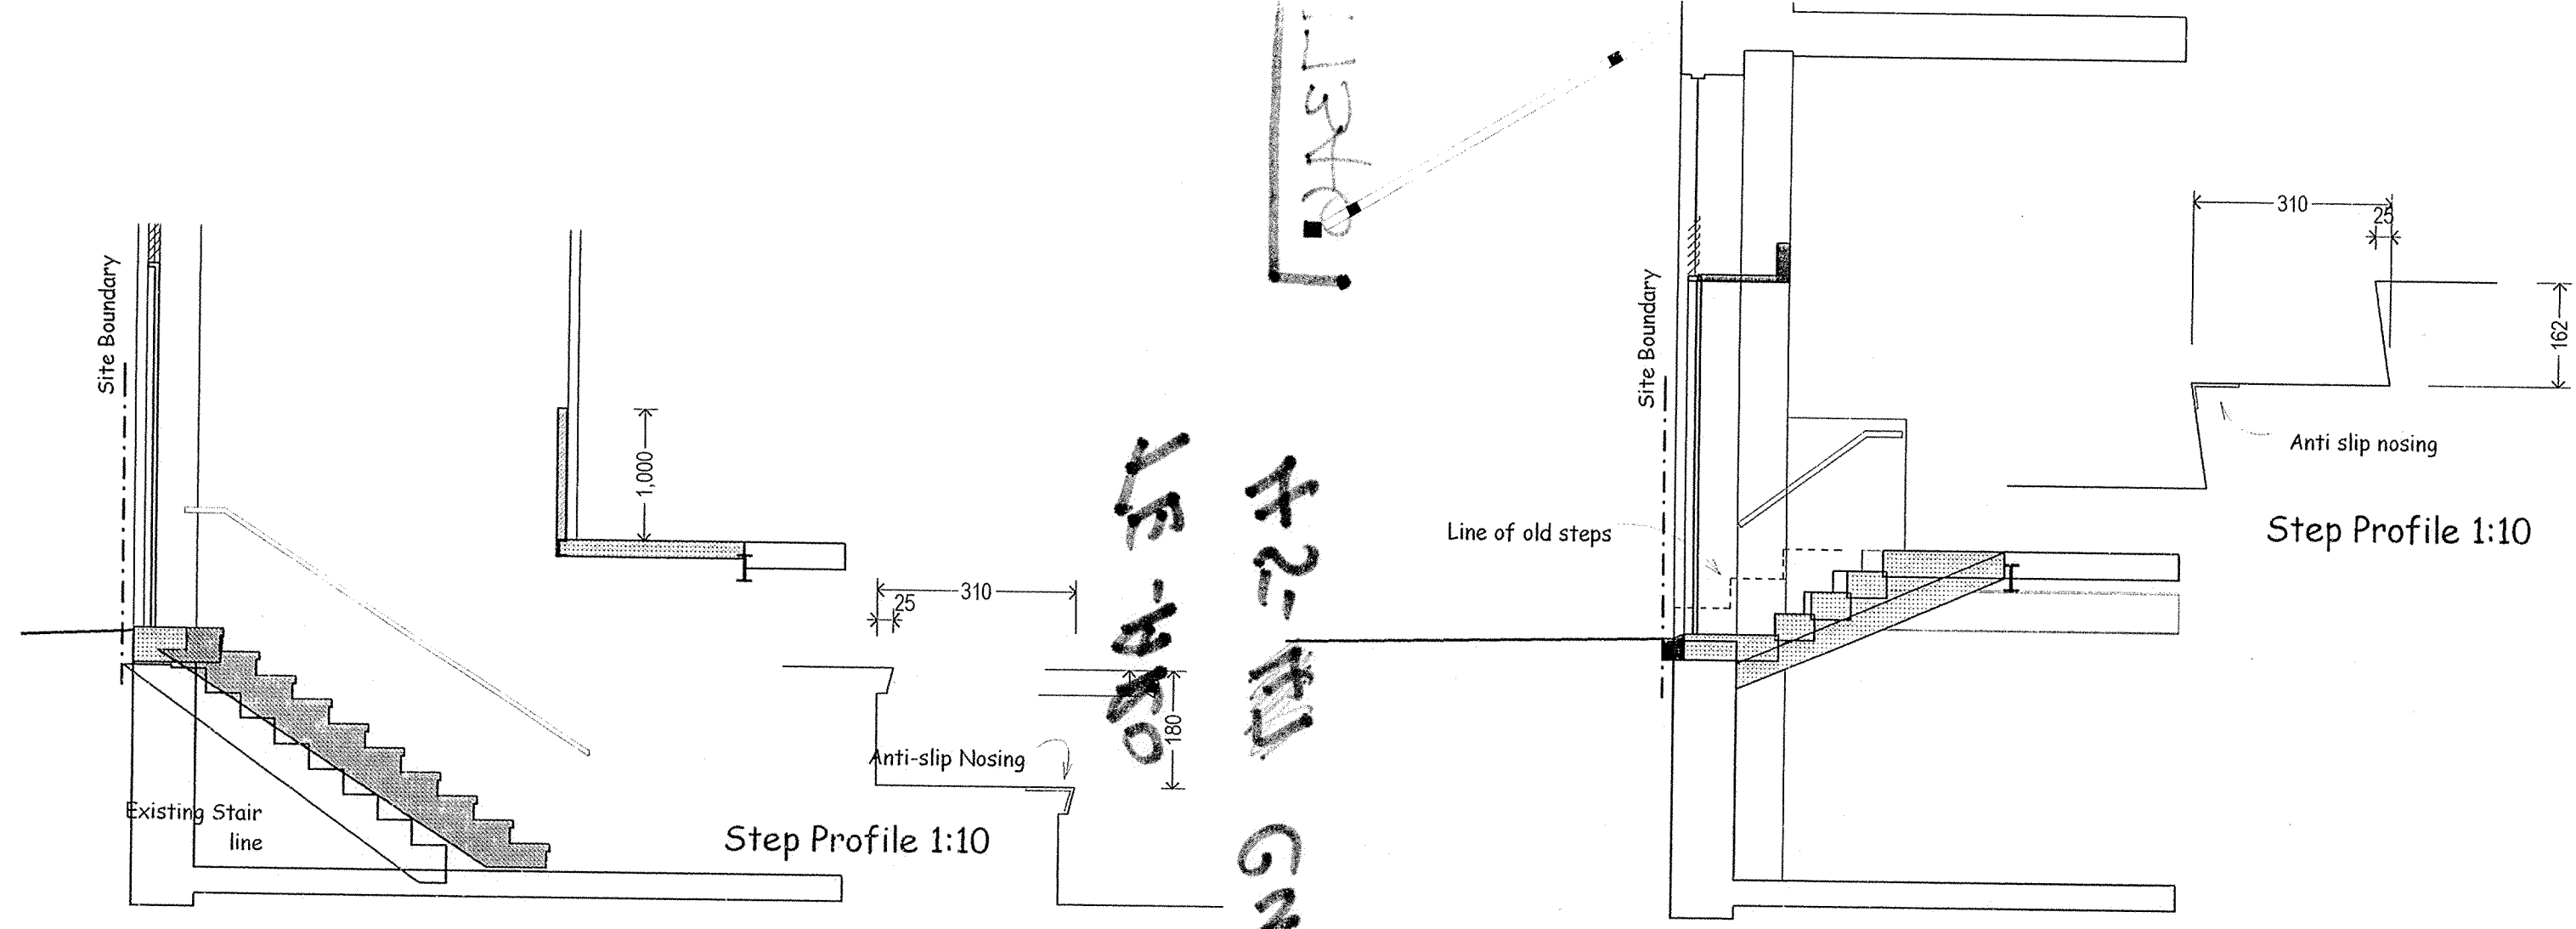 Site Boundary
1,000
310
25
180
Anti-slip Nosing
Existing Stair
line
Step Profile 1:10
Site Boundary
Line of old steps
310
25
162
Anti slip nosing
Step Profile 1:10